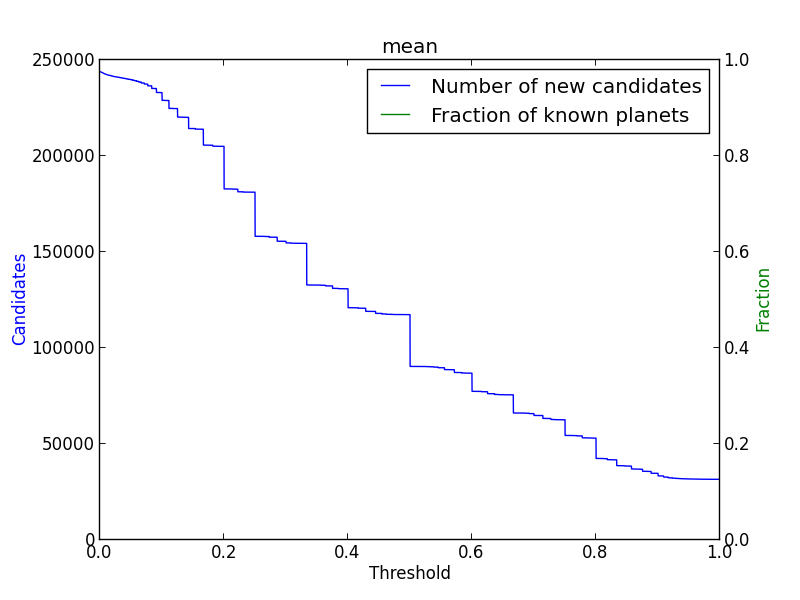 mean
250000
200000
150000
100000
50000
0
Candidates
1.0
0.8
0.6
0.4
0.2
0.0
Fraction
Number of new candidates
Fraction of known planets
0.0 0.2 0.4 0.6 0.8 1.0
Threshold